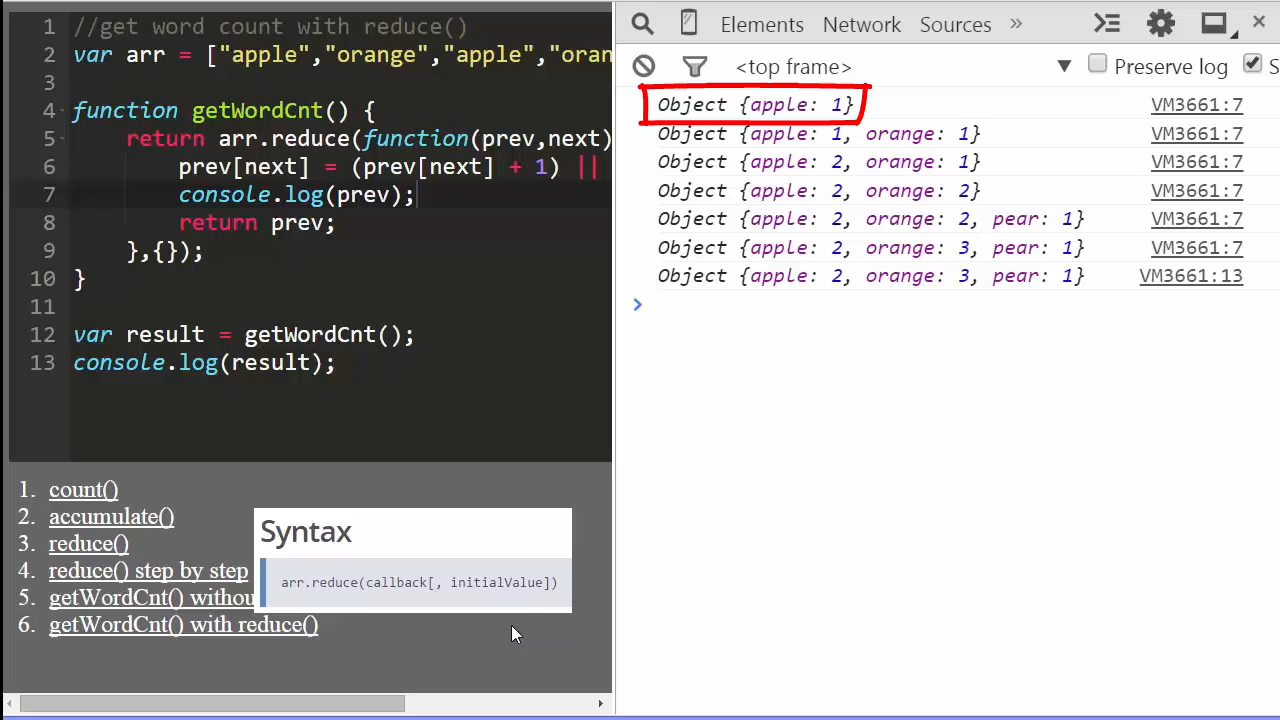 1 //get word count with reduce()
2 var arr = ["apple","orange","apple","oran
3
4 function getWordCnt() {
5 return arr.reduce(function(prev,next)
6 prev[next] = (prev[next] + 1) ||
7 console.log(prev);
8 return prev;
9 },{});
10 }
11
12 var result = getWordCnt();
13 console.log(result);
1. count()
2. accumulate()
3. reduce()
4. reduce() step by step
5. getWordCnt() withou
6. getWordCnt() with reduce()
Syntax
arr.reduce(callback[, initialValue])
Elements Network Sources »
<top frame> Preserve log S
Object {apple: 1} VM3661:7
Object {apple: 1, orange: 1} VM3661:7
Object {apple: 2, orange: 1} VM3661:7
Object {apple: 2, orange: 2} VM3661:7
Object {apple: 2, orange: 2, pear: 1} VM3661:7
Object {apple: 2, orange: 3, pear: 1} VM3661:7
Object {apple: 2, orange: 3, pear: 1} VM3661:13